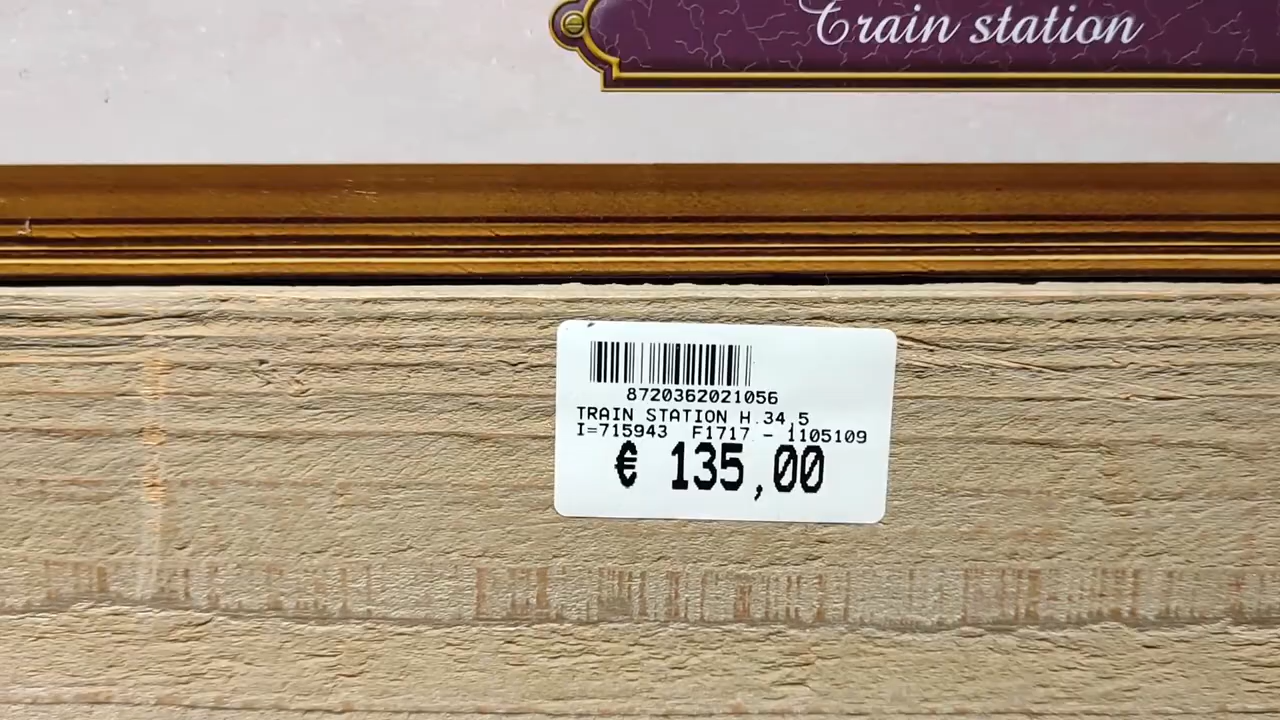 Train station
8720362021056
TRAIN STATION H.34,5
I=715943 F1717 - 1105109
€ 135,00